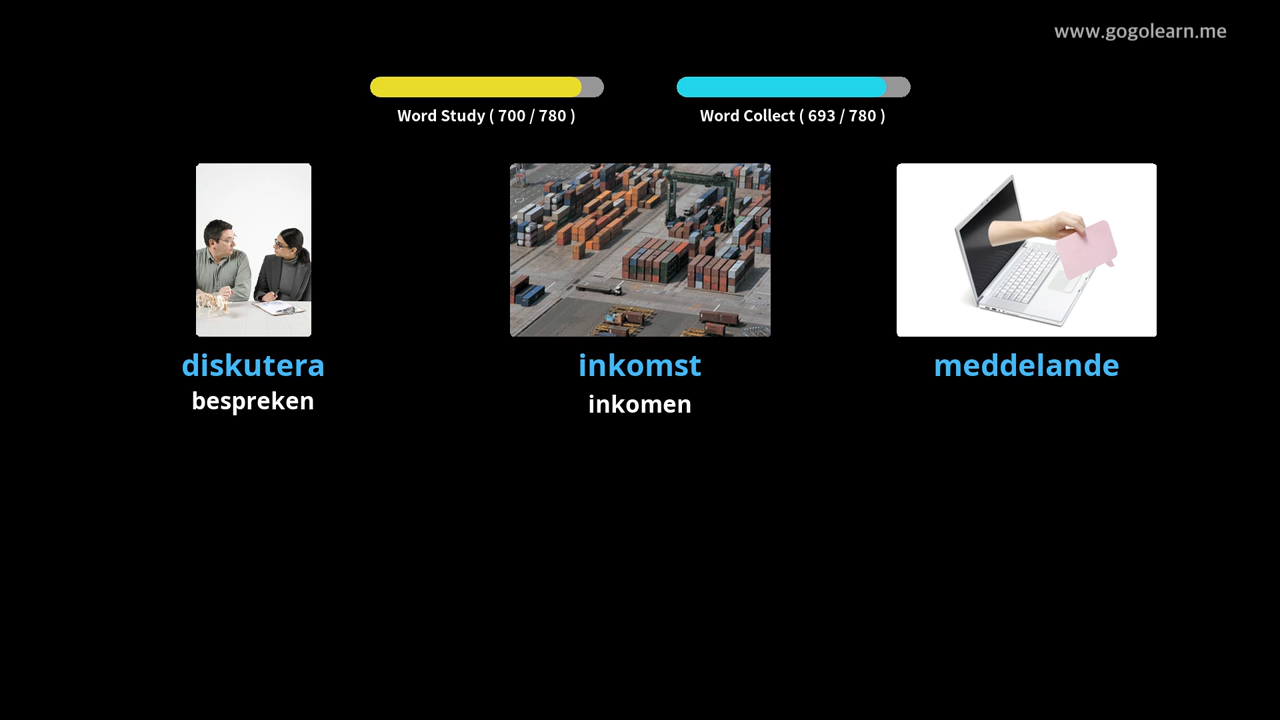 www.gogolearn.me
Word Study ( 700 / 780 )
Word Collect ( 693 / 780 )
diskutera
bespreken
inkomst
inkomen
meddelande